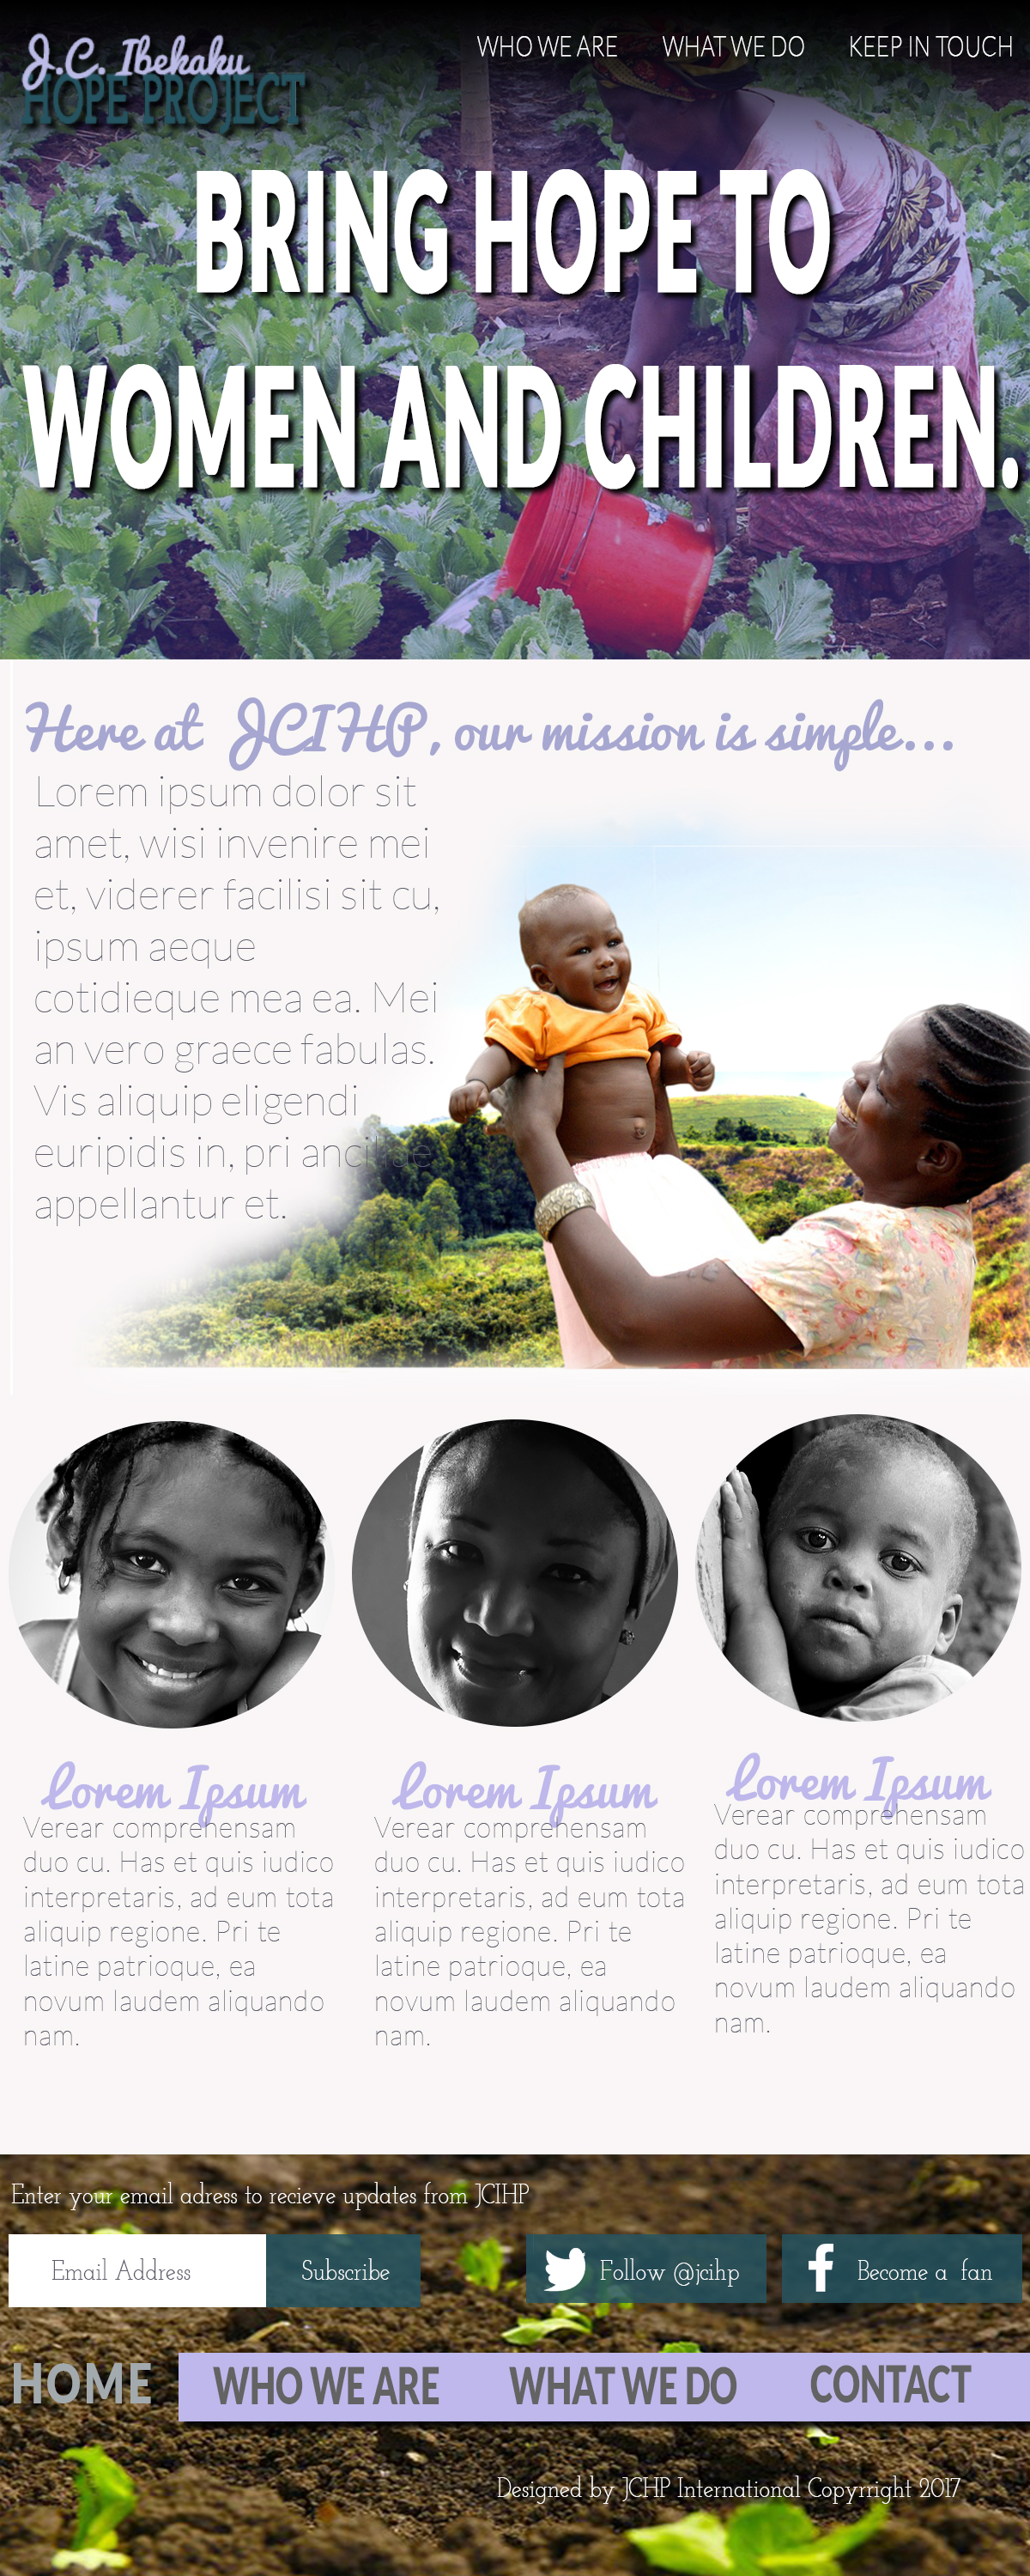 J.C. Ibekaku
HOPE PROJECT
WHO WE ARE WHAT WE DO KEEP IN TOUCH
BRING HOPE TO
WOMEN AND CHILDREN.
Here at JCIHP, our mission is simple...
Lorem ipsum dolor sit
amet, wisi invenire mei
et, viderer facilisi sit cu,
ipsum aeque
cotidieque mea ea. Mei
an vero graece fabulas.
Vis aliquip eligendi
euripidis in, pri ancillae
appellantur et.
Lorem Ipsum
Verear comprehensam
duo cu. Has et quis iudico
interpretaris, ad eum tota
aliquip regione. Pri te
latine patrioque, ea
novum laudem aliquando
nam.
Lorem Ipsum
Verear comprehensam
duo cu. Has et quis iudico
interpretaris, ad eum tota
aliquip regione. Pri te
latine patrioque, ea
novum laudem aliquando
nam.
Lorem Ipsum
Verear comprehensam
duo cu. Has et quis iudico
interpretaris, ad eum tota
aliquip regione. Pri te
latine patrioque, ea
novum laudem aliquando
nam.
Enter your email adress to recieve updates from JCIHP
Email Address Subscribe Follow @jcihp Become a fan
HOME WHO WE ARE WHAT WE DO CONTACT
Designed by JCHP International Copyrright 2017